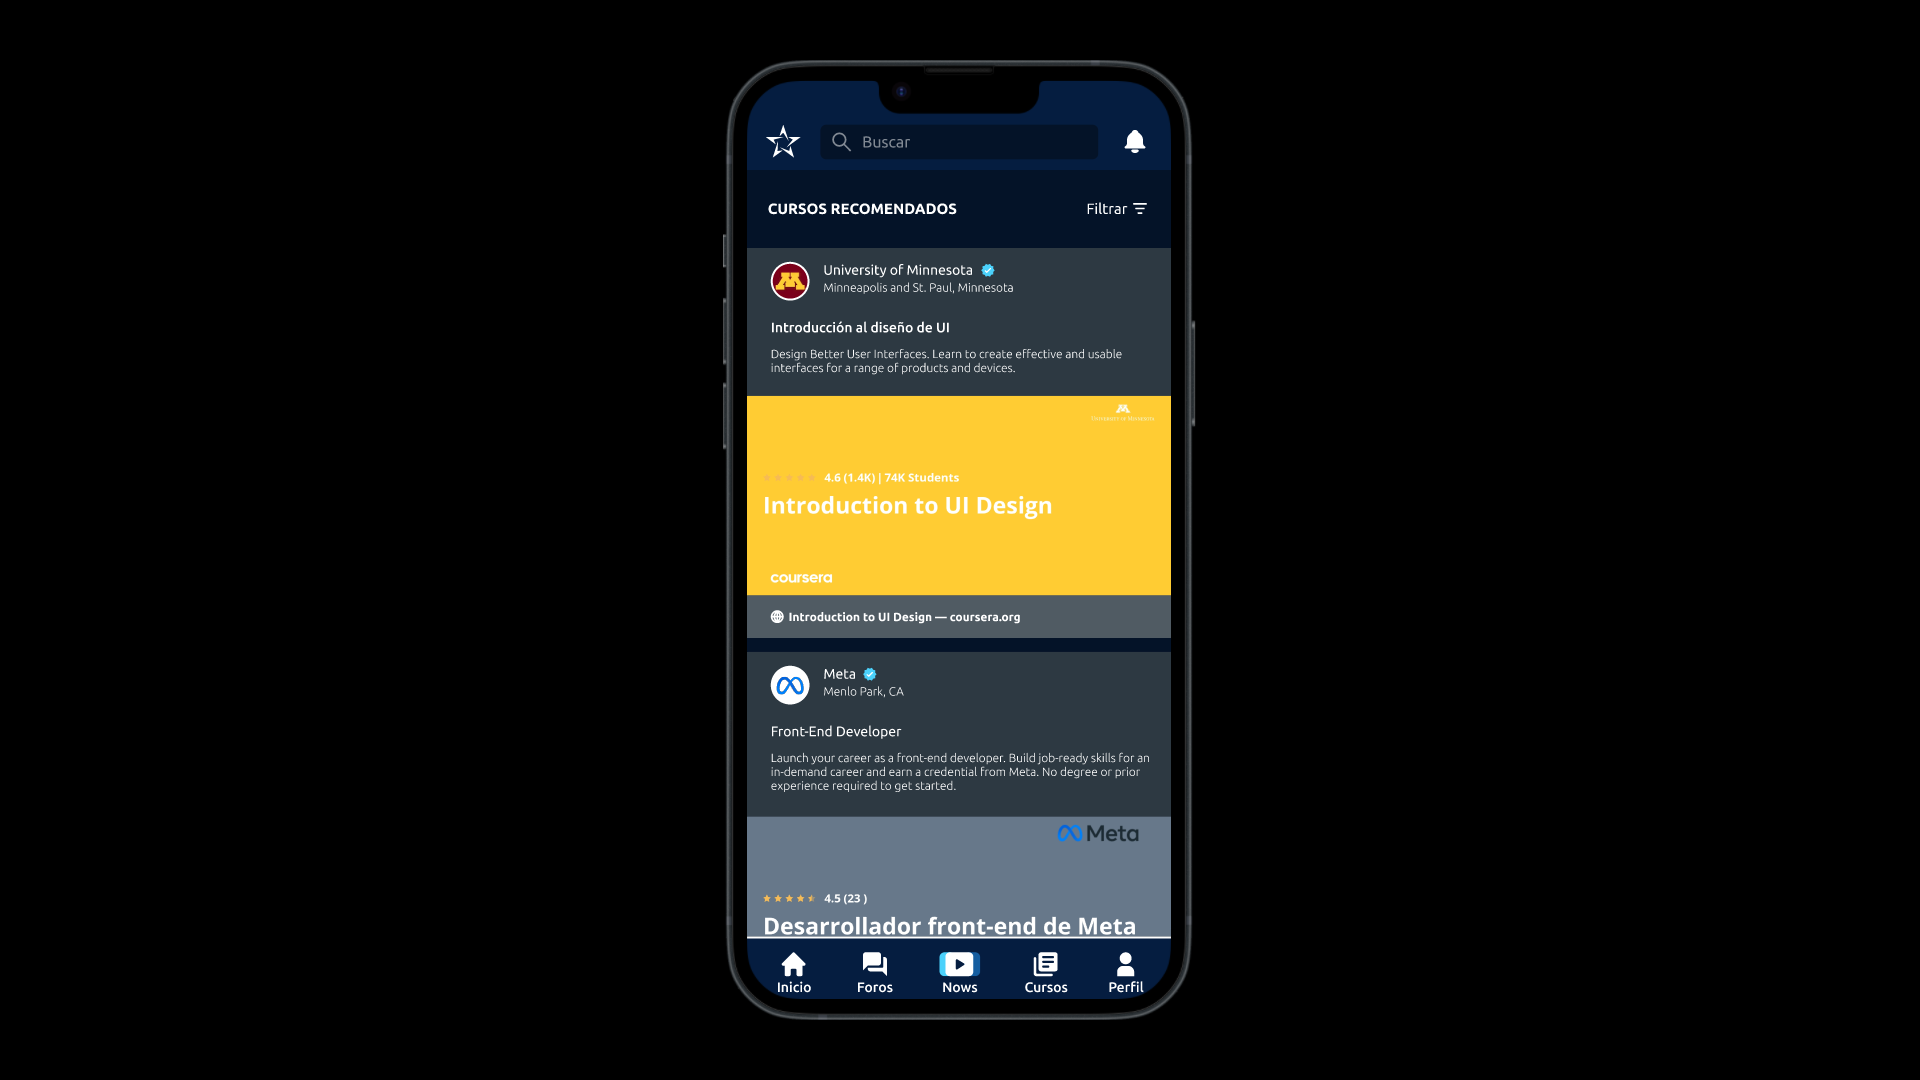 Buscar
CURSOS RECOMENDADOS
Filtrar
University of Minnesota
Minneapolis and St. Paul, Minnesota
Introducción al diseño de UI
Design Better User Interfaces. Learn to create effective and usable
interfaces for a range of products and devices.
University of Minnesota
4.6 (1.4K) | 74K Students
Introduction to UI Design
coursera
Introduction to UI Design — coursera.org
Meta
Menlo Park, CA
Front-End Developer
Launch your career as a front-end developer. Build job-ready skills for an
in-demand career and earn a credential from Meta. No degree or prior
experience required to get started.
Meta
4.5 (23 )
Desarrollador front-end de Meta
Inicio
Foros
Nows
Cursos
Perfil